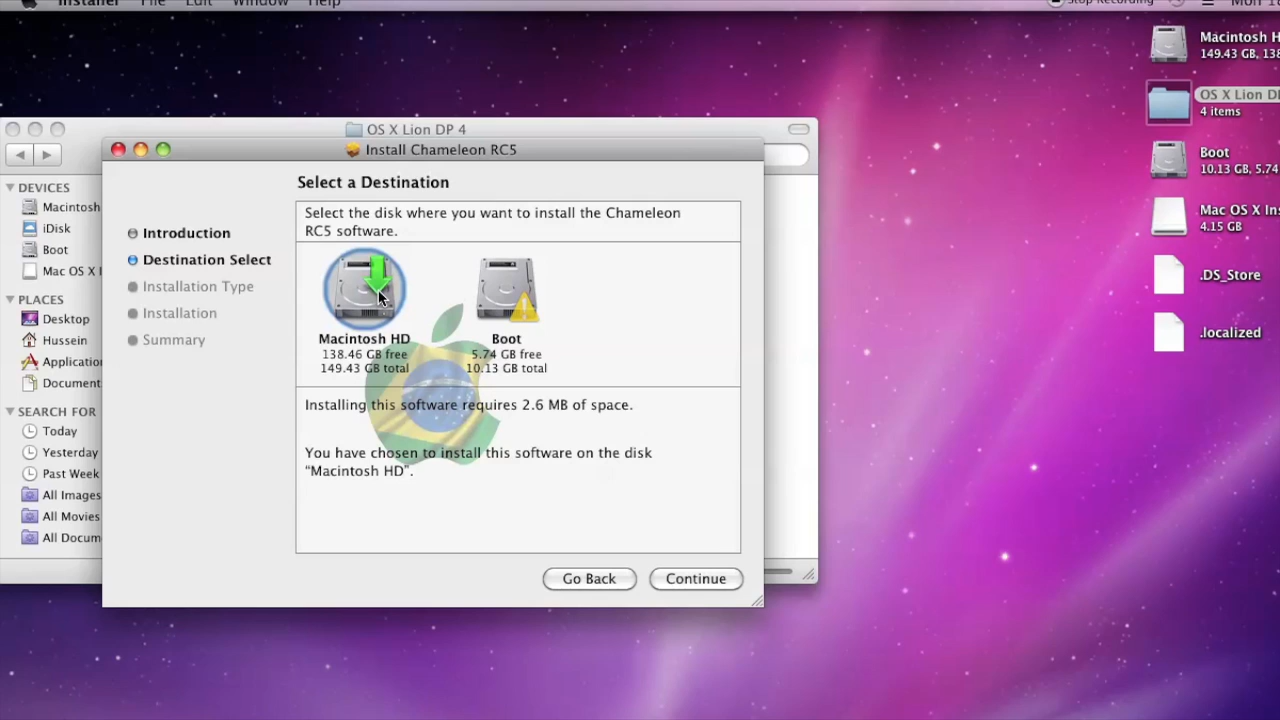 Installer File Edit Window Help
Stop Recording
Mon
Macintosh H
149.43 GB, 138
OS X Lion DP
4 items
Boot
10.13 GB, 5.74
Mac OS X Ins
4.15 GB
.DS_Store
.localized
OS X Lion DP 4
DEVICES
Macintosh
iDisk
Boot
Mac OS X I
PLACES
Desktop
Hussein
Applicatio
Document
SEARCH FOR
Today
Yesterday
Past Week
All Images
All Movies
All Docum
Install Chameleon RC5
Select a Destination
Introduction
Destination Select
Installation Type
Installation
Summary
Select the disk where you want to install the Chameleon
RC5 software.
Macintosh HD
138.46 GB free
149.43 GB total
Boot
5.74 GB free
10.13 GB total
Installing this software requires 2.6 MB of space.
You have chosen to install this software on the disk
“Macintosh HD”.
Go Back
Continue